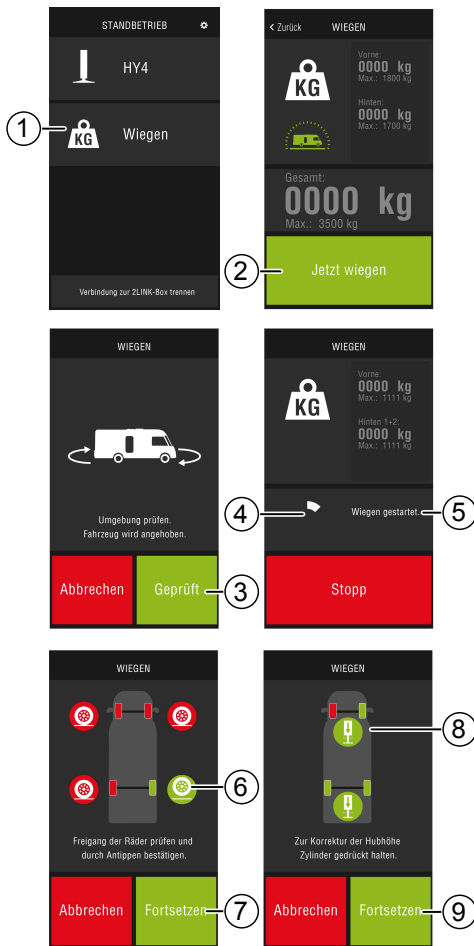 STANDBETRIEB
HY4
1
KG
Wiegen
Verbindung zur 2LINK-Box trennen
< Zurück WIEGEN
KG
Vorne:
0000 kg
Max.: 1800 kg
Hinten:
0000 kg
Max.: 1700 kg
Gesamt:
0000 kg
Max.: 3500 kg
2
Jetzt wiegen
WIEGEN
Umgebung prüfen.
Fahrzeug wird angehoben.
Abbrechen
Geprüft
3
WIEGEN
KG
Vorne:
0000 kg
Max.: 1111 kg
Hinten 1+2:
0000 kg
Max.: 1111 kg
4
Wiegen gestartet.
5
Stopp
WIEGEN
6
Freigang der Räder prüfen und
durch Antippen bestätigen.
Abbrechen
Fortsetzen
7
WIEGEN
8
Zur Korrektur der Hubhöhe
Zylinder gedrückt halten.
Abbrechen
Fortsetzen
9